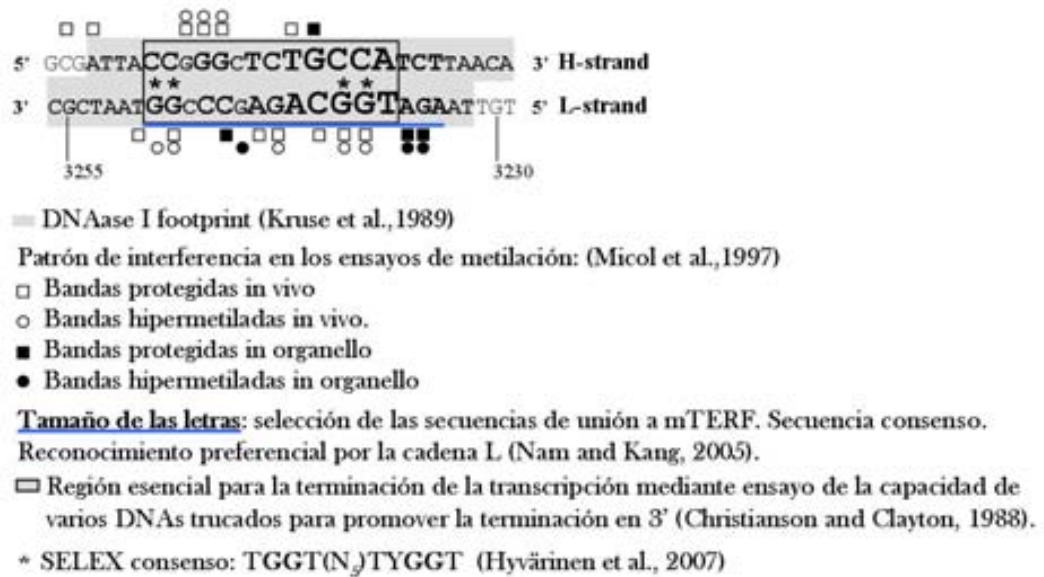 5' GCGATTACCGGGCTCTGCCATCTTAACA 3' H-strand
* * * *
3' CGCTAATGGCCCGAGACGGTAGAATTGT 5' L-strand
3255 3230
DNAase I footprint (Kruse et al.,1989)
Patrón de interferencia en los ensayos de metilación: (Micol et al.,1997)
□ Bandas protegidas in vivo
○ Bandas hipermetiladas in vivo.
■ Bandas protegidas in organello
● Bandas hipermetiladas in organello
Tamaño de las letras: selección de las secuencias de unión a mTERF. Secuencia consenso.
Reconocimiento preferencial por la cadena L (Nam and Kang, 2005).
Región esencial para la terminación de la transcripción mediante ensayo de la capacidad de
varios DNAs trucados para promover la terminación en 3' (Christianson and Clayton, 1988).
* SELEX consenso: TGGT(N5)TYGGT (Hyvärinen et al., 2007)